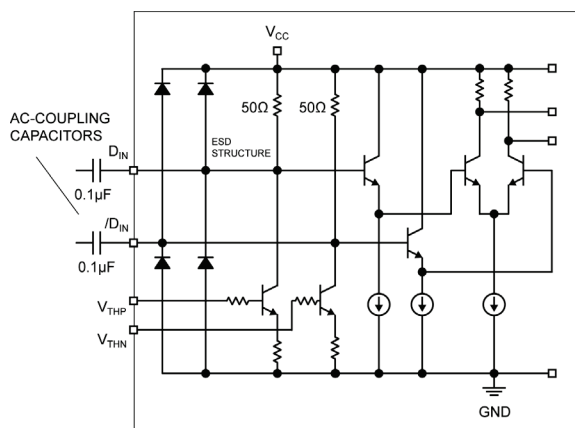 V_CC
50Ω 50Ω
AC-COUPLING
CAPACITORS
D_IN
ESD
STRUCTURE
0.1µF
/D_IN
0.1µF
V_THP
V_THN
GND